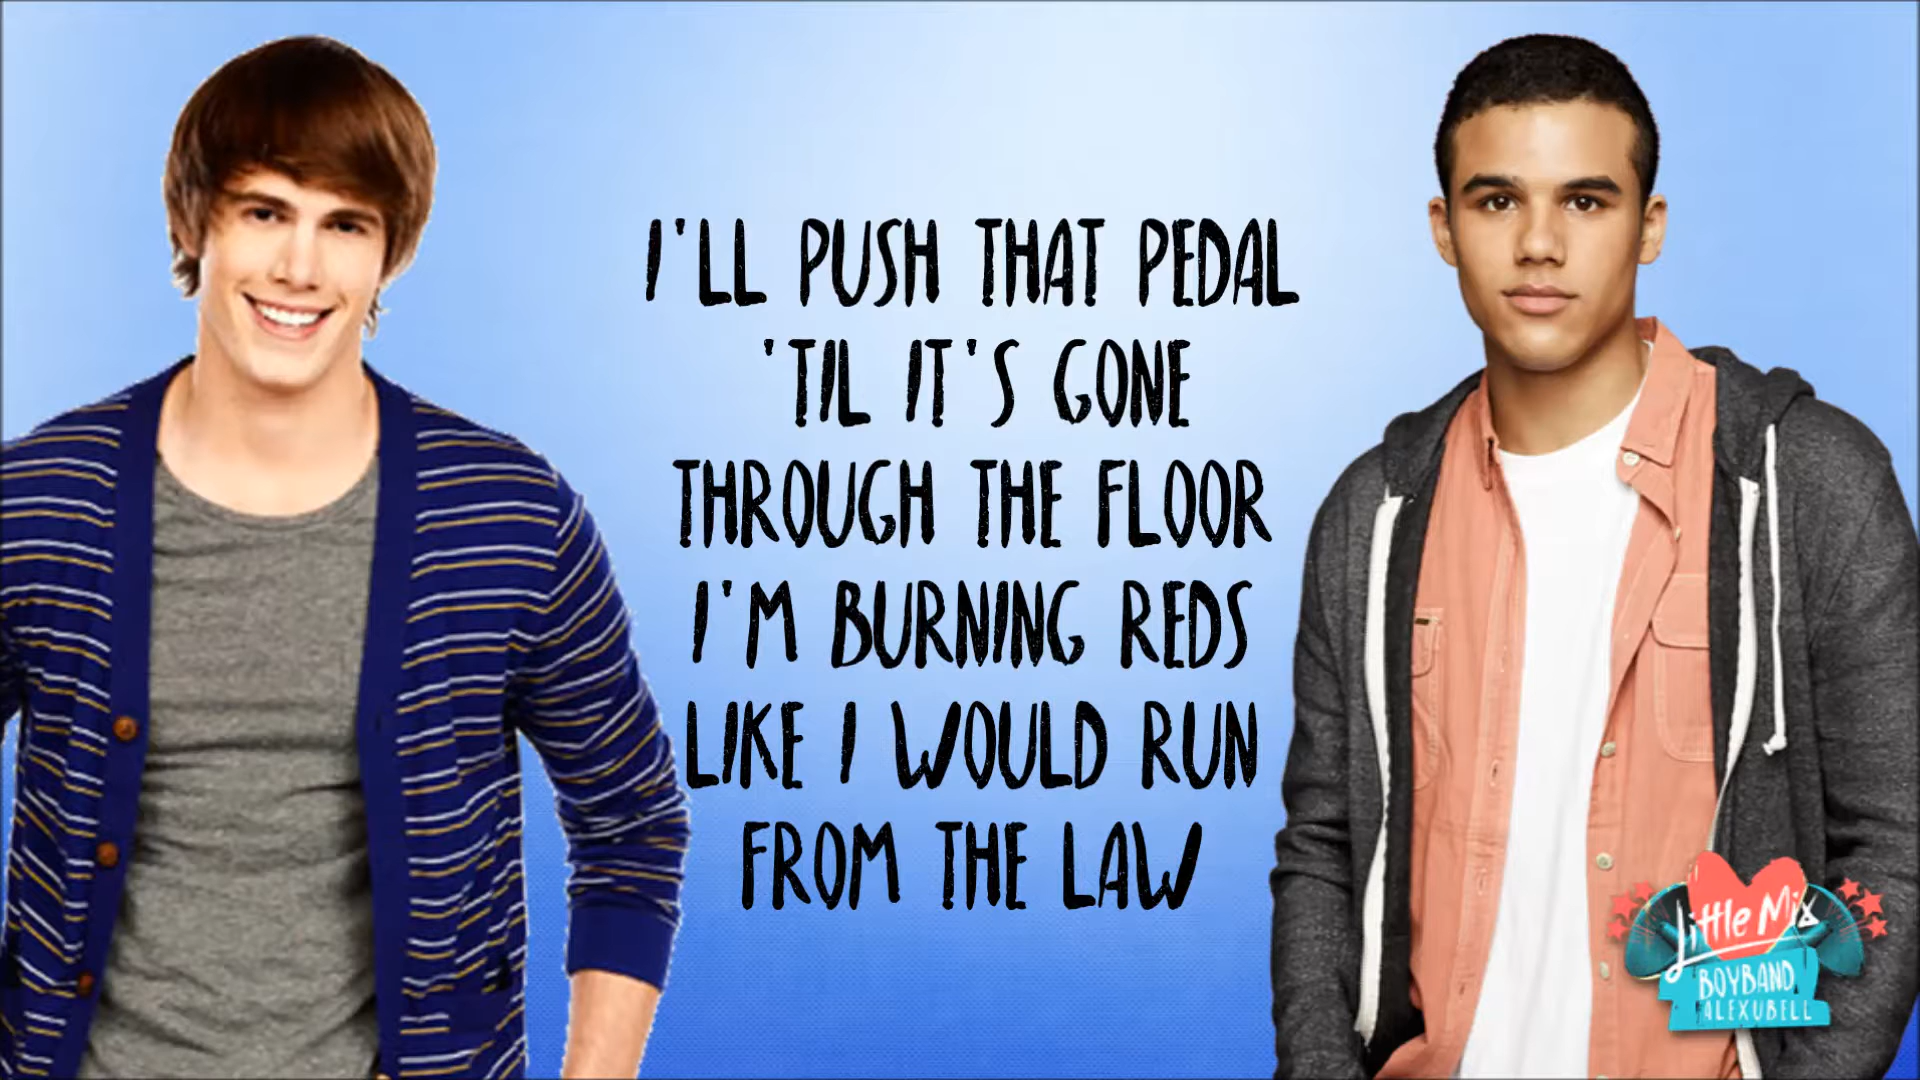 I'LL PUSH THAT PEDAL
'TIL IT'S GONE
THROUGH THE FLOOR
I'M BURNING REDS
LIKE I WOULD RUN
FROM THE LAW
Little Mix
BOYBAND
ALEXUBELL